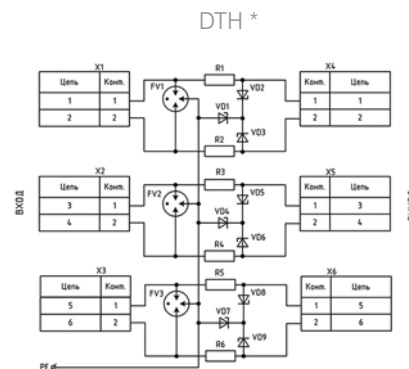 DTH *
X1 R1 X4
Цепь Конт. FV1 VD2 Конт. Цепь
1 1 VD1 1 1
2 2 VD3 2 2
R2
X2 R3 X5
Цепь Конт. FV2 VD5 Конт. Цепь
3 1 VD4 1 3
4 2 VD6 2 4
R4
X3 R5 X6
Цепь Конт. FV3 VD8 Конт. Цепь
5 1 VD7 1 5
6 2 VD9 2 6
R6
ВХОД
PE